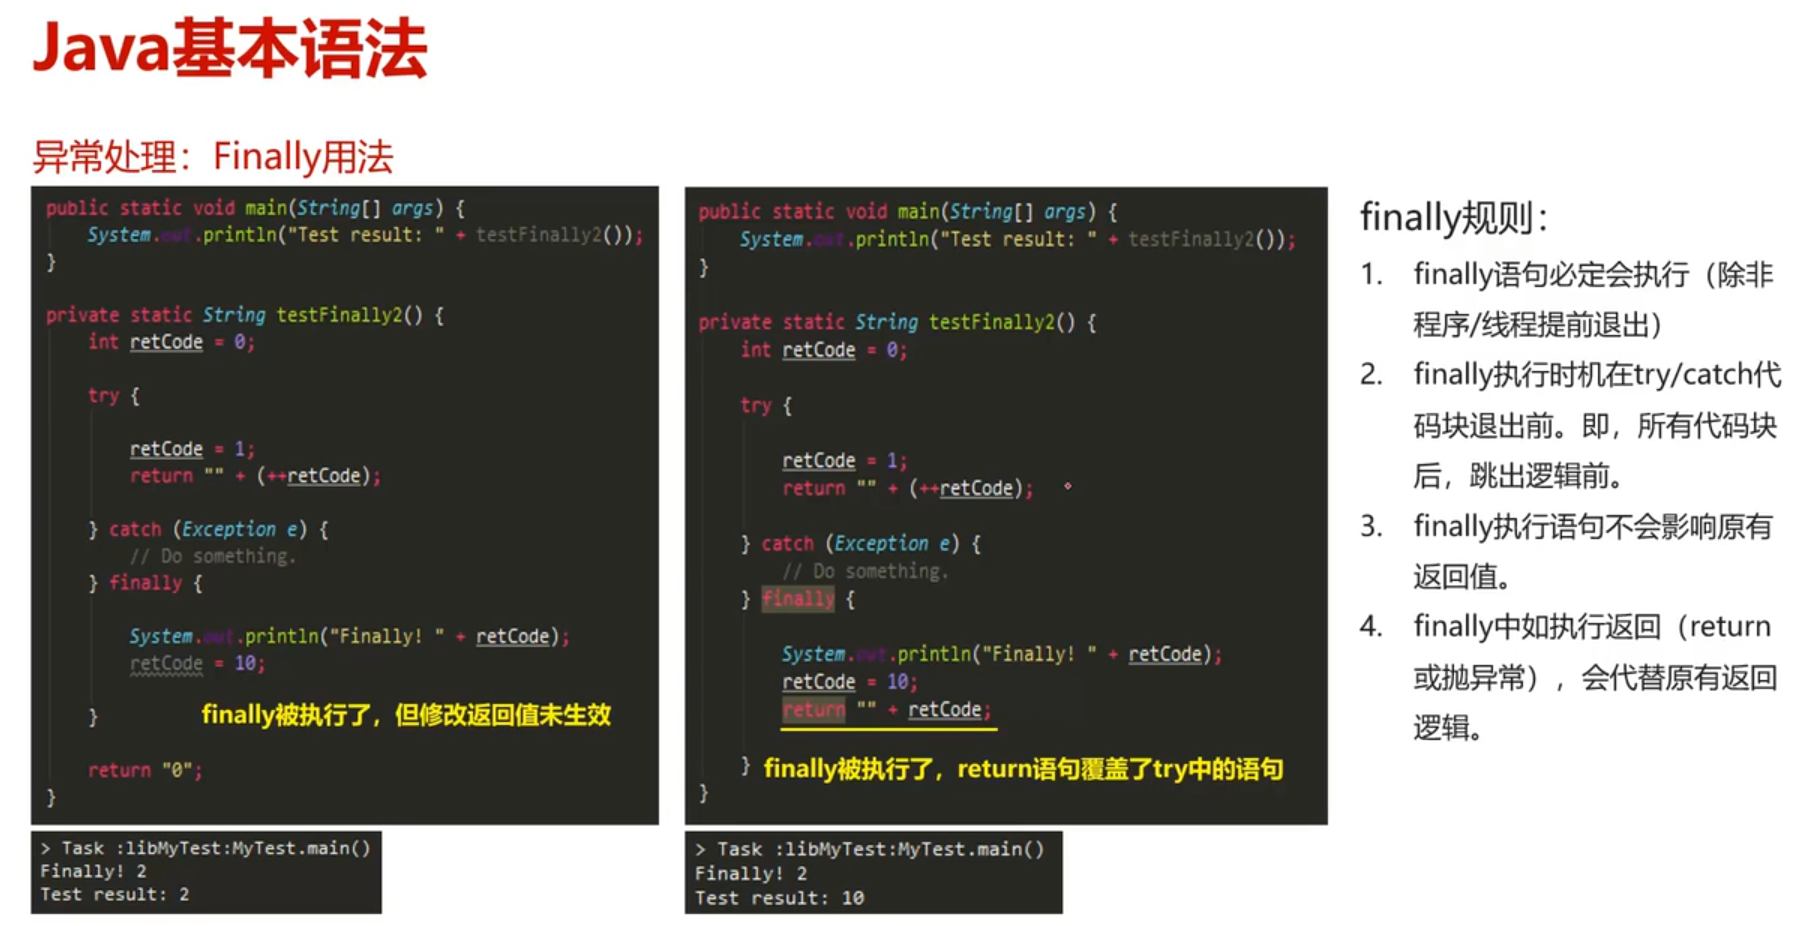 Java基本语法
异常处理：Finally用法
public static void main(String[] args) {
System.out.println("Test result: " + testFinally2());
}
private static String testFinally2() {
int retCode = 0;
try {
retCode = 1;
return "" + (++retCode);
} catch (Exception e) {
// Do something.
} finally {
System.out.println("Finally! " + retCode);
retCode = 10;
}
finally被执行了，但修改返回值未生效
return "0";
}
> Task :libMyTest:MyTest.main()
Finally! 2
Test result: 2
public static void main(String[] args) {
System.out.println("Test result: " + testFinally2());
}
private static String testFinally2() {
int retCode = 0;
try {
retCode = 1;
return "" + (++retCode);
} catch (Exception e) {
// Do something.
} finally {
System.out.println("Finally! " + retCode);
retCode = 10;
return "" + retCode;
} finally被执行了，return语句覆盖了try中的语句
}
> Task :libMyTest:MyTest.main()
Finally! 2
Test result: 10
finally规则：
1. finally语句必定会执行（除非
程序/线程提前退出）
2. finally执行时机在try/catch代
码块退出前。即，所有代码块
后，跳出逻辑前。
3. finally执行语句不会影响原有
返回值。
4. finally中如执行返回（return
或抛异常），会代替原有返回
逻辑。